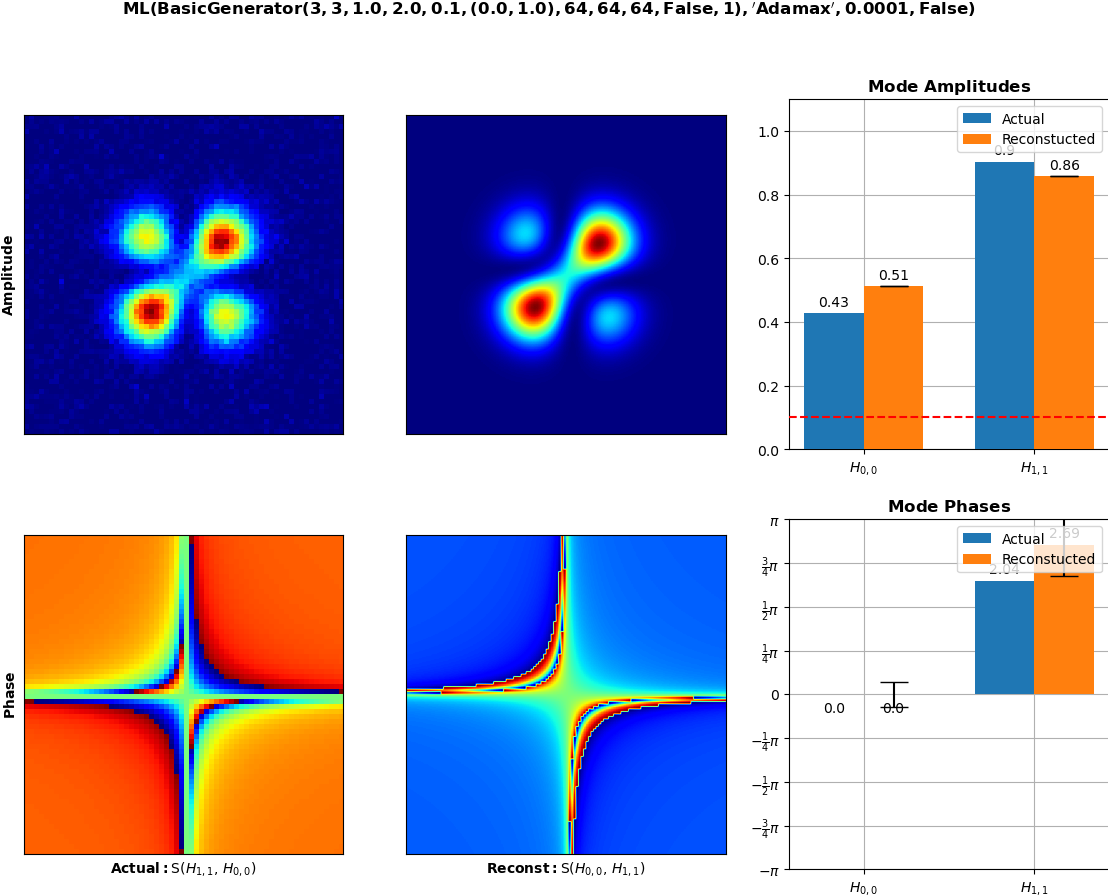 ML(BasicGenerator(3, 3, 1.0, 2.0, 0.1, (0.0, 1.0), 64, 64, 64, False, 1), ′Adamax′, 0.0001, False)
Amplitude
Mode Amplitudes
Actual
Reconstucted
0.9
0.86
0.51
0.43
1.0
0.8
0.6
0.4
0.2
0.0
H0, 0
H1, 1
Phase
Actual: S(H1, 1, H0, 0)
Reconst: S(H0, 0, H1, 1)
Mode Phases
Actual
Reconstucted
2.69
2.04
0.0
0.0
π
3/4π
1/2π
1/4π
0
−1/4π
−1/2π
−3/4π
−π
H0, 0
H1, 1